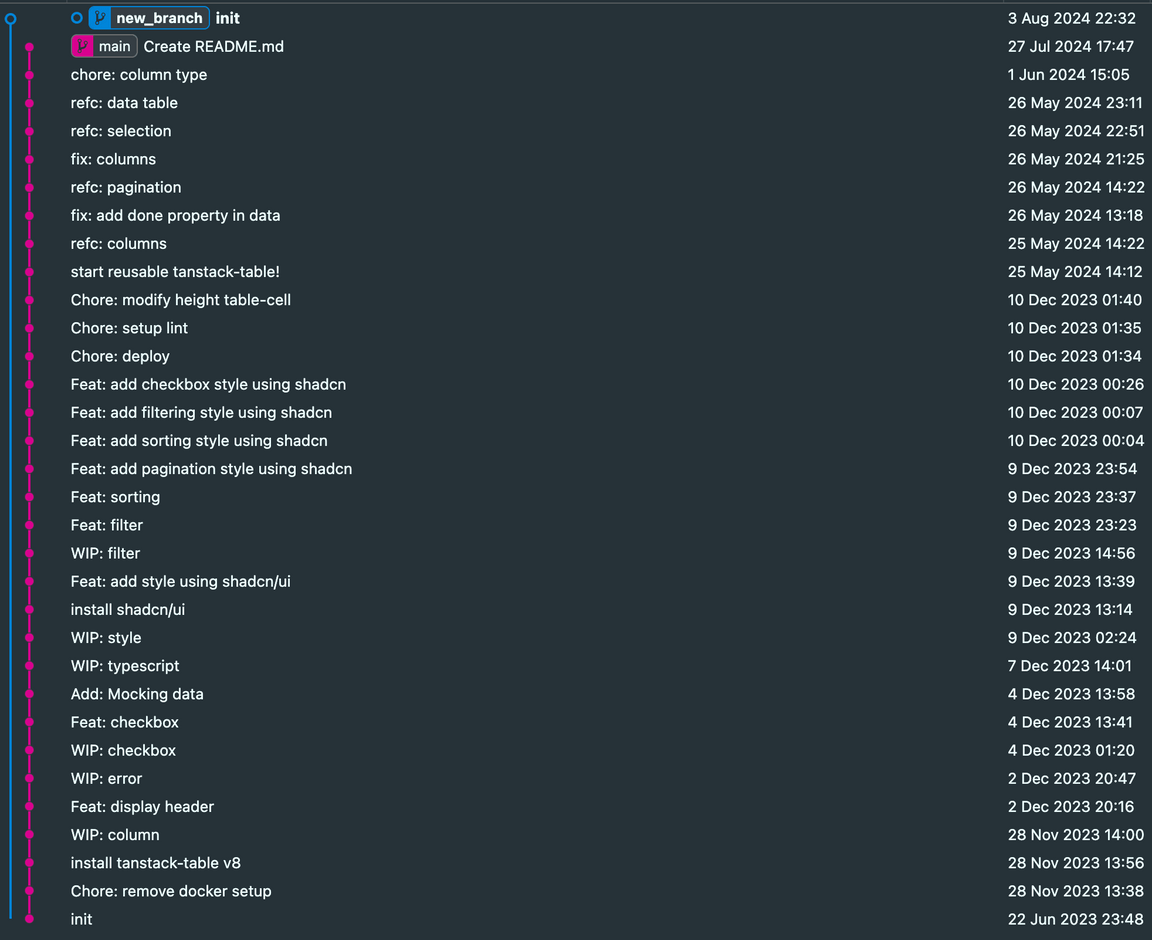 new_branch init 3 Aug 2024 22:32
main Create README.md 27 Jul 2024 17:47
chore: column type 1 Jun 2024 15:05
refc: data table 26 May 2024 23:11
refc: selection 26 May 2024 22:51
fix: columns 26 May 2024 21:25
refc: pagination 26 May 2024 14:22
fix: add done property in data 26 May 2024 13:18
refc: columns 25 May 2024 14:22
start reusable tanstack-table! 25 May 2024 14:12
Chore: modify height table-cell 10 Dec 2023 01:40
Chore: setup lint 10 Dec 2023 01:35
Chore: deploy 10 Dec 2023 01:34
Feat: add checkbox style using shadcn 10 Dec 2023 00:26
Feat: add filtering style using shadcn 10 Dec 2023 00:07
Feat: add sorting style using shadcn 10 Dec 2023 00:04
Feat: add pagination style using shadcn 9 Dec 2023 23:54
Feat: sorting 9 Dec 2023 23:37
Feat: filter 9 Dec 2023 23:23
WIP: filter 9 Dec 2023 14:56
Feat: add style using shadcn/ui 9 Dec 2023 13:39
install shadcn/ui 9 Dec 2023 13:14
WIP: style 9 Dec 2023 02:24
WIP: typescript 7 Dec 2023 14:01
Add: Mocking data 4 Dec 2023 13:58
Feat: checkbox 4 Dec 2023 13:41
WIP: checkbox 4 Dec 2023 01:20
WIP: error 2 Dec 2023 20:47
Feat: display header 2 Dec 2023 20:16
WIP: column 28 Nov 2023 14:00
install tanstack-table v8 28 Nov 2023 13:56
Chore: remove docker setup 28 Nov 2023 13:38
init 22 Jun 2023 23:48